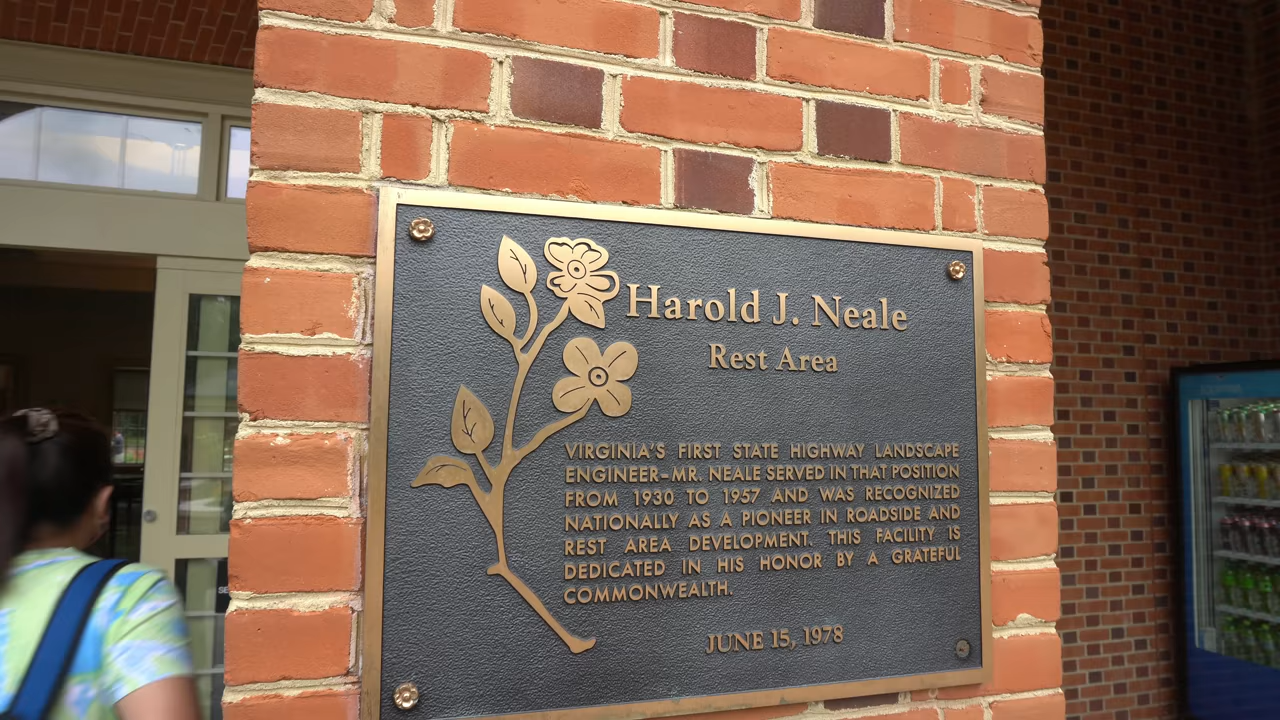 Harold J. Neale
Rest Area
VIRGINIA'S FIRST STATE HIGHWAY LANDSCAPE
ENGINEER–MR. NEALE SERVED IN THAT POSITION
FROM 1930 TO 1957 AND WAS RECOGNIZED
NATIONALLY AS A PIONEER IN ROADSIDE AND
REST AREA DEVELOPMENT. THIS FACILITY IS
DEDICATED IN HIS HONOR BY A GRATEFUL
COMMONWEALTH.
JUNE 15, 1978